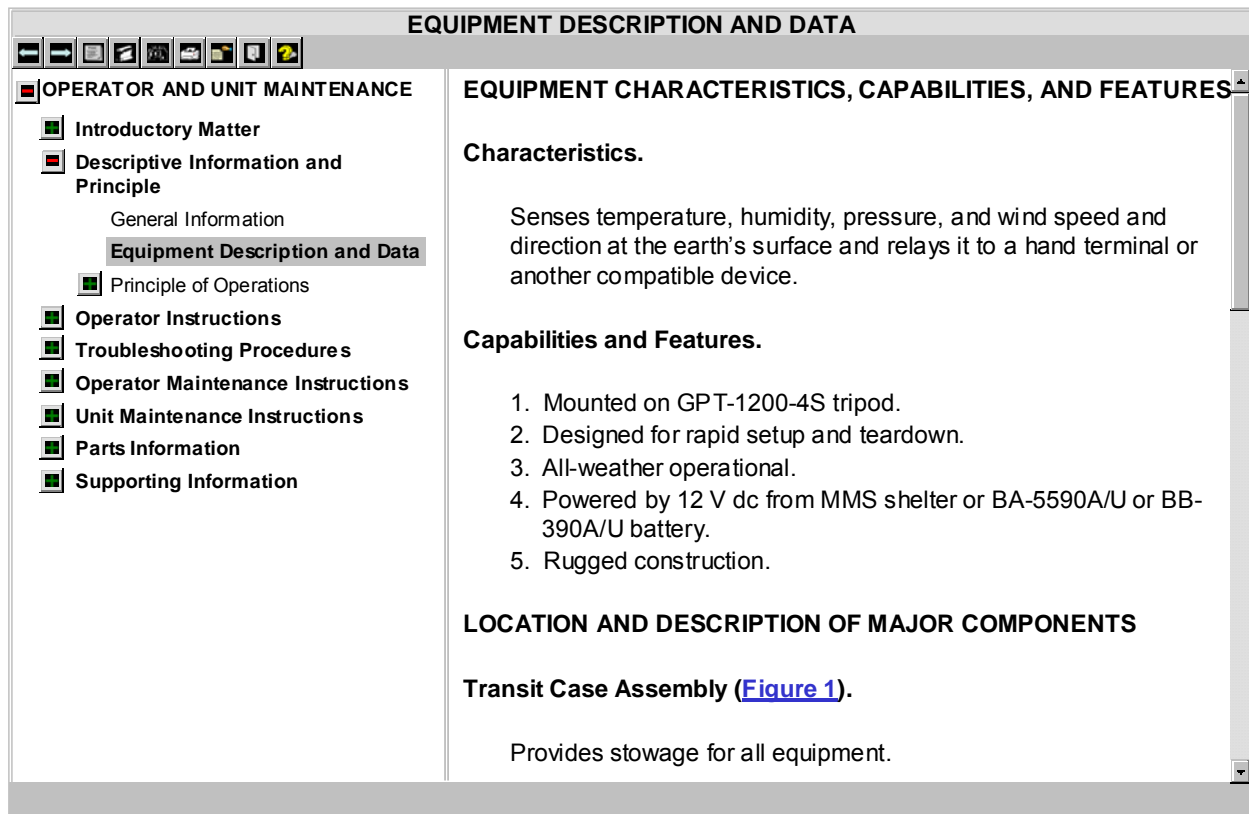 EQUIPMENT DESCRIPTION AND DATA
OPERATOR AND UNIT MAINTENANCE
Introductory Matter
Descriptive Information and
Principle
General Information
Equipment Description and Data
Principle of Operations
Operator Instructions
Troubleshooting Procedures
Operator Maintenance Instructions
Unit Maintenance Instructions
Parts Information
Supporting Information
EQUIPMENT CHARACTERISTICS, CAPABILITIES, AND FEATURES
Characteristics.
Senses temperature, humidity, pressure, and wind speed and
direction at the earth's surface and relays it to a hand terminal or
another compatible device.
Capabilities and Features.
1. Mounted on GPT-1200-4S tripod.
2. Designed for rapid setup and teardown.
3. All-weather operational.
4. Powered by 12 V dc from MMS shelter or BA-5590A/U or BB-
390A/U battery.
5. Rugged construction.
LOCATION AND DESCRIPTION OF MAJOR COMPONENTS
Transit Case Assembly (Figure 1).
Provides stowage for all equipment.